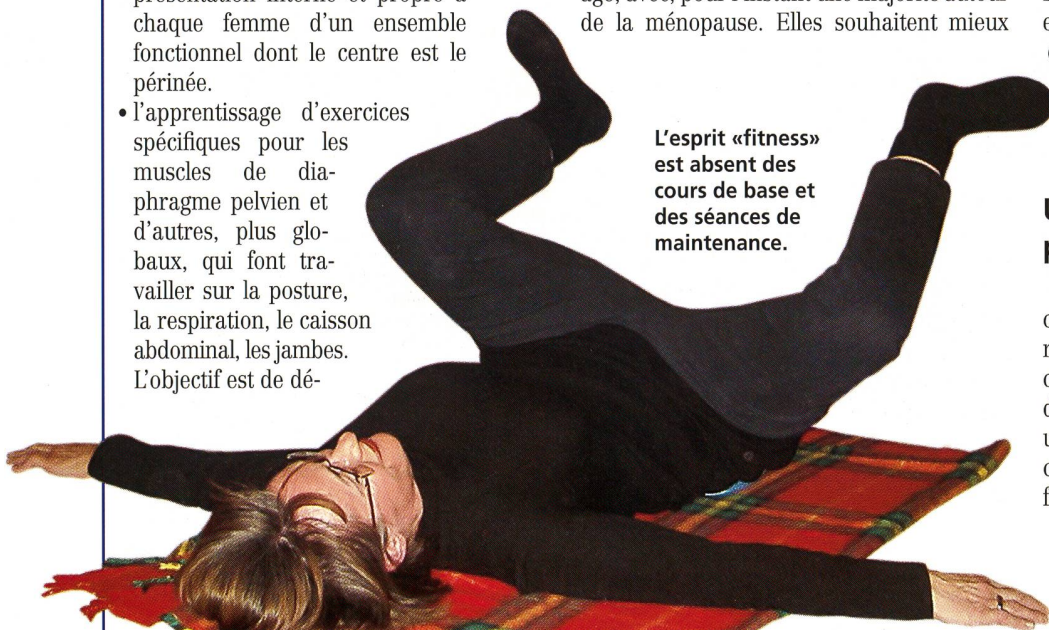 chaque femme d'un ensemble
fonctionnel dont le centre est le
périnée.
• l'apprentissage d'exercices
spécifiques pour les
muscles de dia-
phragme pelvien et
d'autres, plus glo-
baux, qui font tra-
vailler sur la posture,
la respiration, le caisson
abdominal, les jambes.
L'objectif est de dé-
de la ménopause. Elles souhaitent mieux
L'esprit «fitness»
est absent des
cours de base et
des séances de
maintenance.